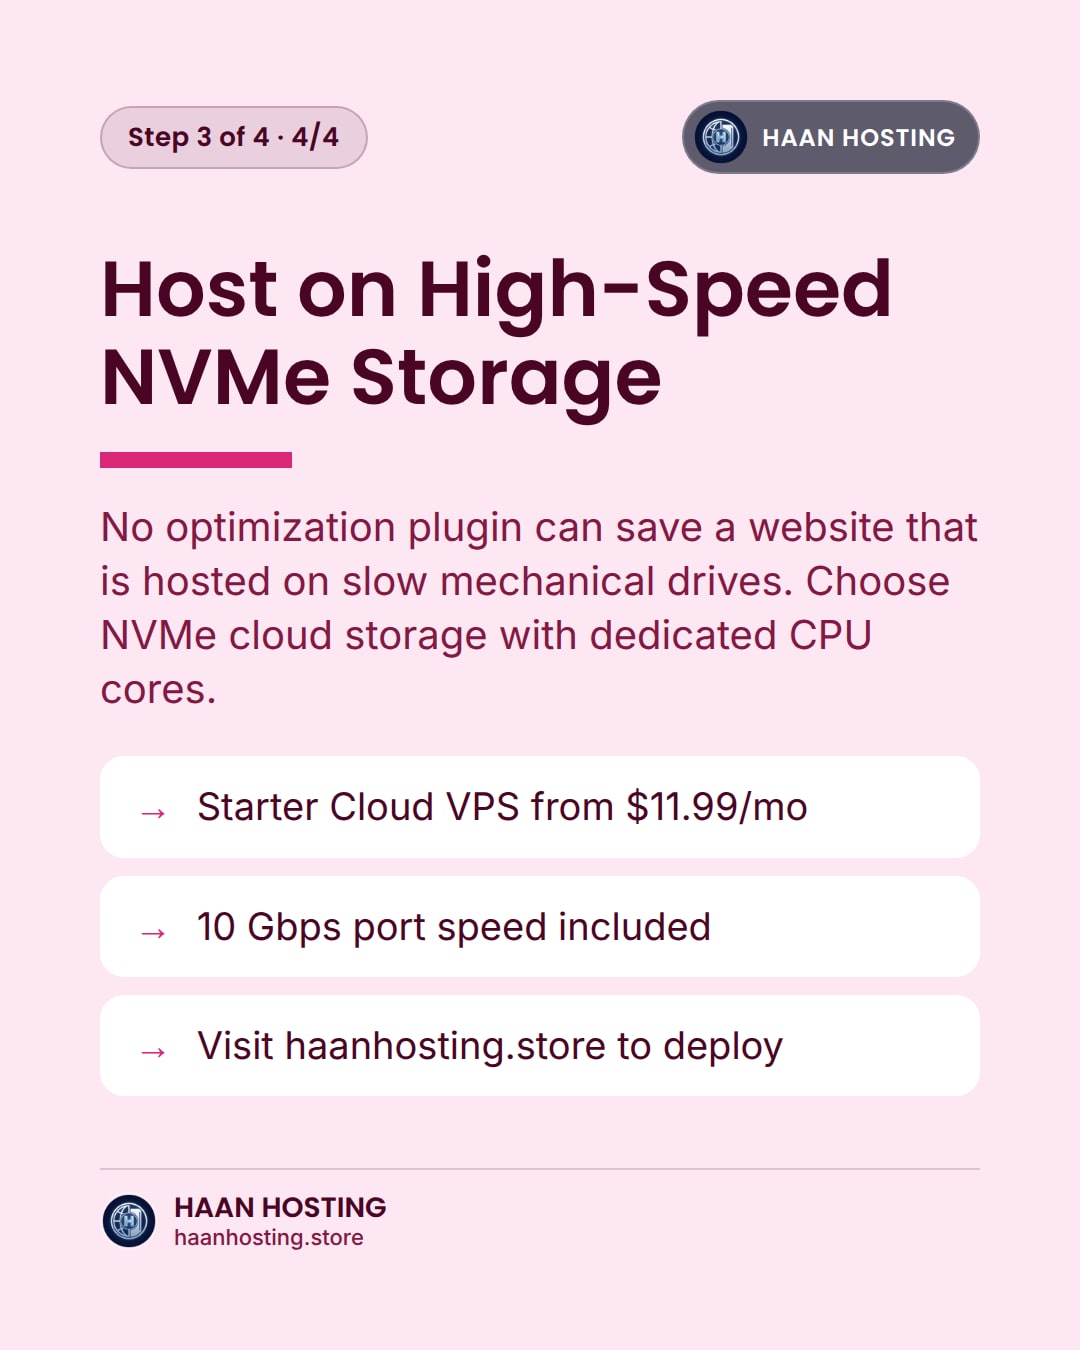 Step 3 of 4 · 4/4
HAAN HOSTING
Host on High-Speed
NVMe Storage
No optimization plugin can save a website that
is hosted on slow mechanical drives. Choose
NVMe cloud storage with dedicated CPU
cores.
→ Starter Cloud VPS from $11.99/mo
→ 10 Gbps port speed included
→ Visit haanhosting.store to deploy
HAAN HOSTING
haanhosting.store